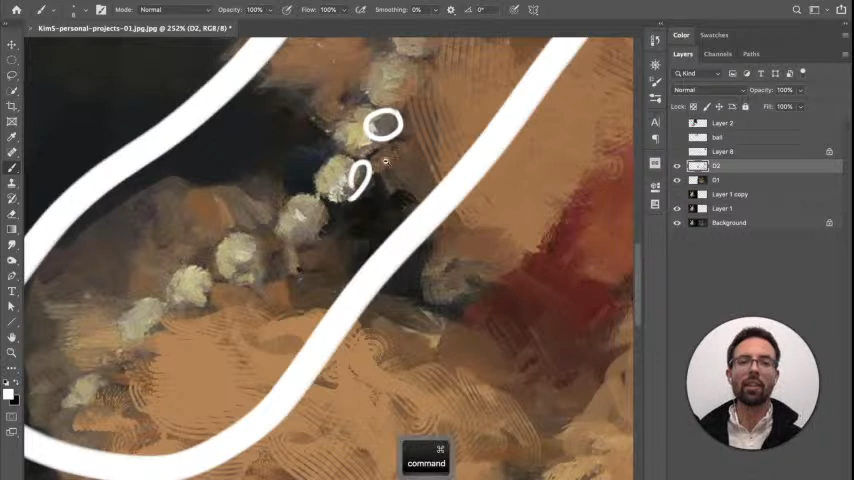 Mode: Normal Opacity: 100% Flow: 100% Smoothing: 0% 0°
8
× KimS-personal-projects-01.jpg.jpg @ 252% (D2, RGB/8) *
Color Swatches
Layers Channels Paths
Kind
Normal Opacity: 100%
Lock: Fill: 100%
Layer 2
ball
Layer 8
D2
D1
Layer 1 copy
Layer 1
Background
⌘
command